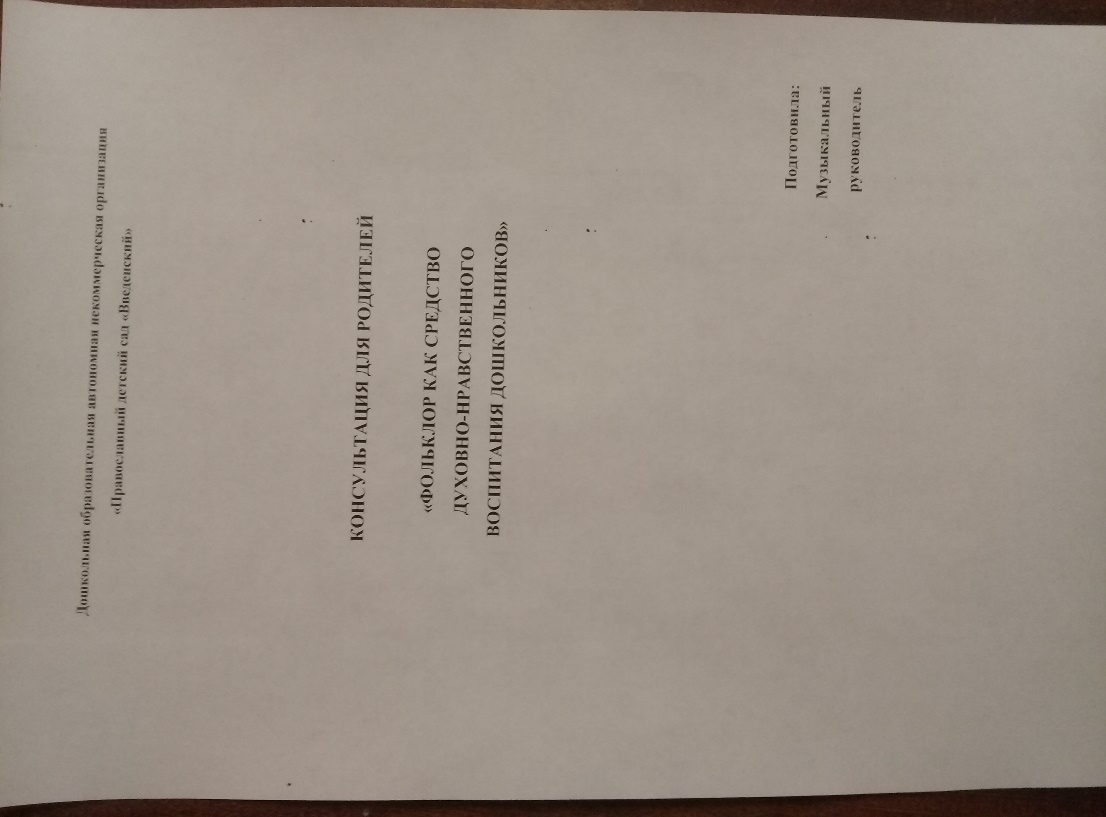 Дошкольная образовательная автономная некоммерческая организация
«Православный детский сад «Введенский»
КОНСУЛЬТАЦИЯ ДЛЯ РОДИТЕЛЕЙ
«ФОЛЬКЛОР КАК СРЕДСТВО
ДУХОВНО-НРАВСТВЕННОГО
ВОСПИТАНИЯ ДОШКОЛЬНИКОВ»
Подготовила:
Музыкальный
руководитель